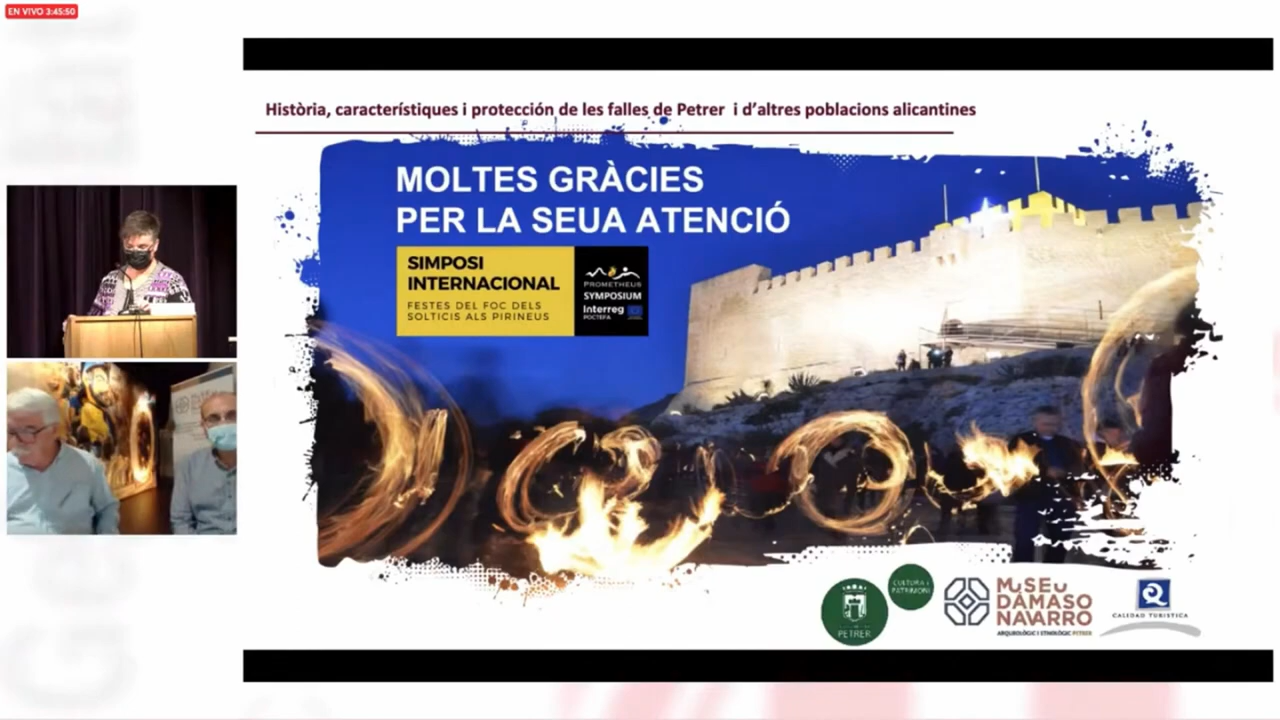 EN VIVO 3:45:50
Història, característiques i protección de les falles de Petrer i d'altres poblacions alicantines
MOLTES GRÀCIES
PER LA SEUA ATENCIÓ
SIMPOSI
INTERNACIONAL
FESTES DEL FOC DELS
SOLTICIS ALS PIRINEUS
PROMETHEUS
SYMPOSIUM
Interreg
POCTEFA
PETRER
CULTURA I
PATRIMONI
MUSEU
DÁMASO
NAVARRO
ARQUEOLÒGIC I ETNOLÒGIC PETRER
CALIDAD TURISTICA